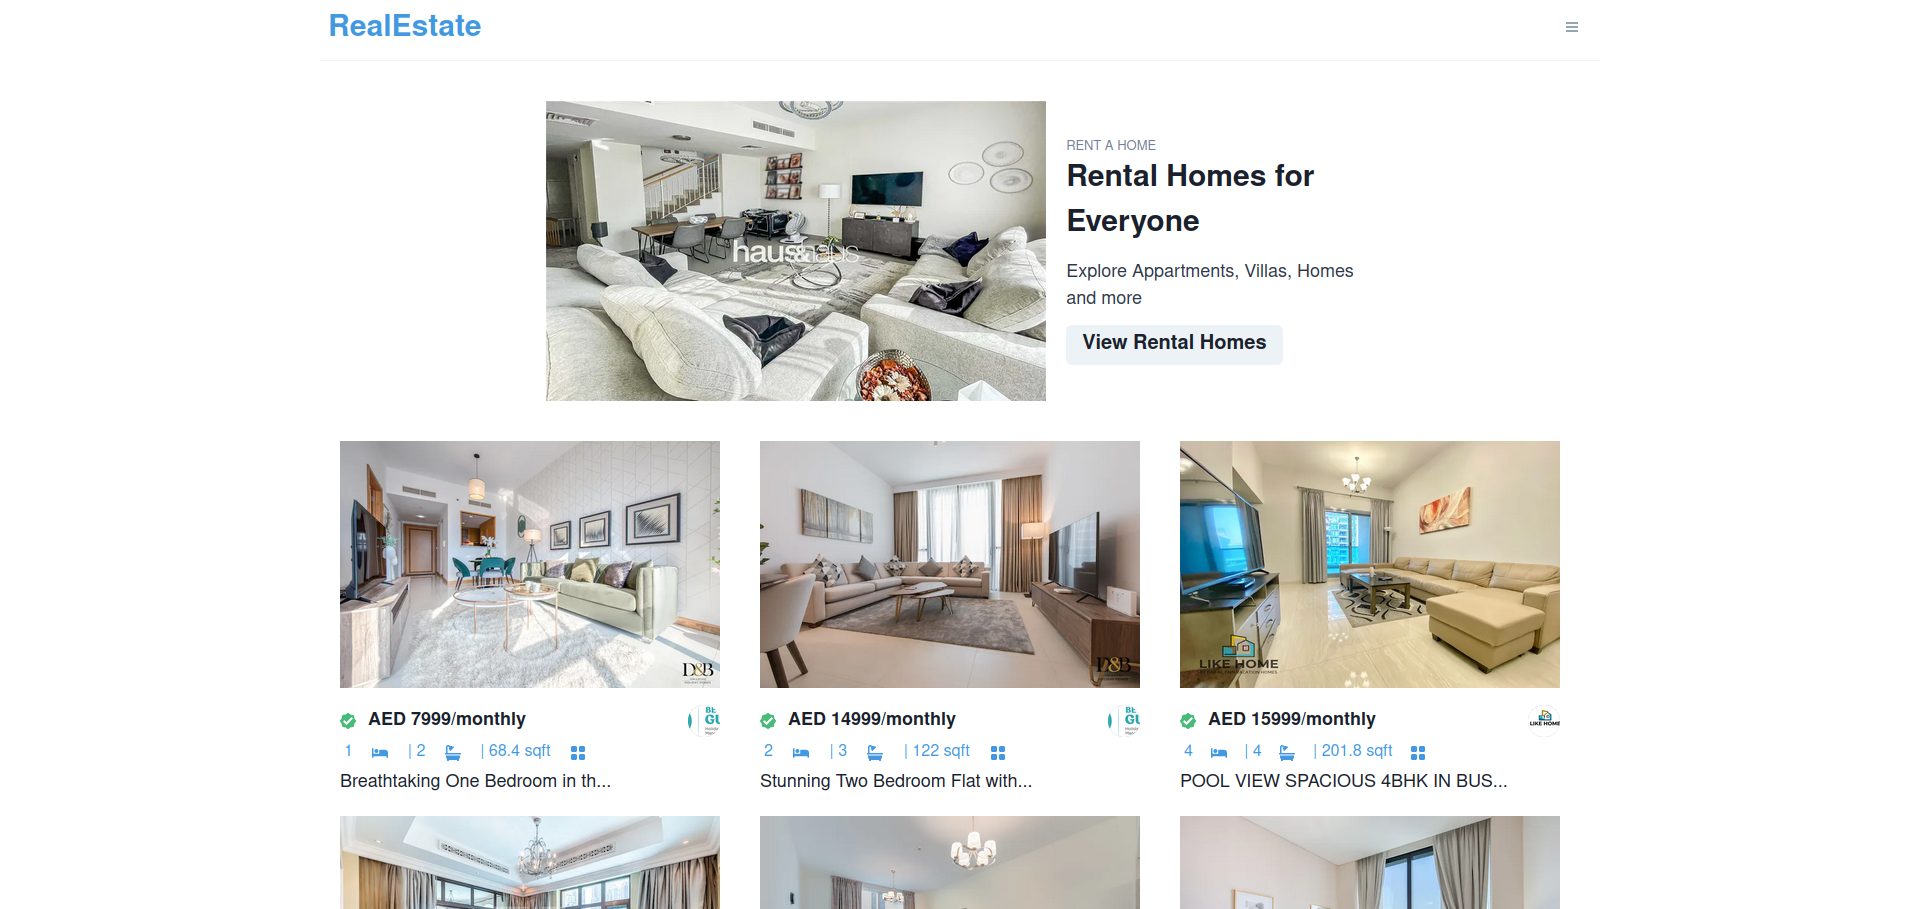 RealEstate
haus&haus
RENT A HOME
Rental Homes for
Everyone
Explore Appartments, Villas, Homes
and more
View Rental Homes
D&B
D&B
LIKE HOME
AED 7999/monthly
1 | 2 | 68.4 sqft
Breathtaking One Bedroom in th...
AED 14999/monthly
2 | 3 | 122 sqft
Stunning Two Bedroom Flat with...
AED 15999/monthly
LIKE HOME
4 | 4 | 201.8 sqft
POOL VIEW SPACIOUS 4BHK IN BUS...